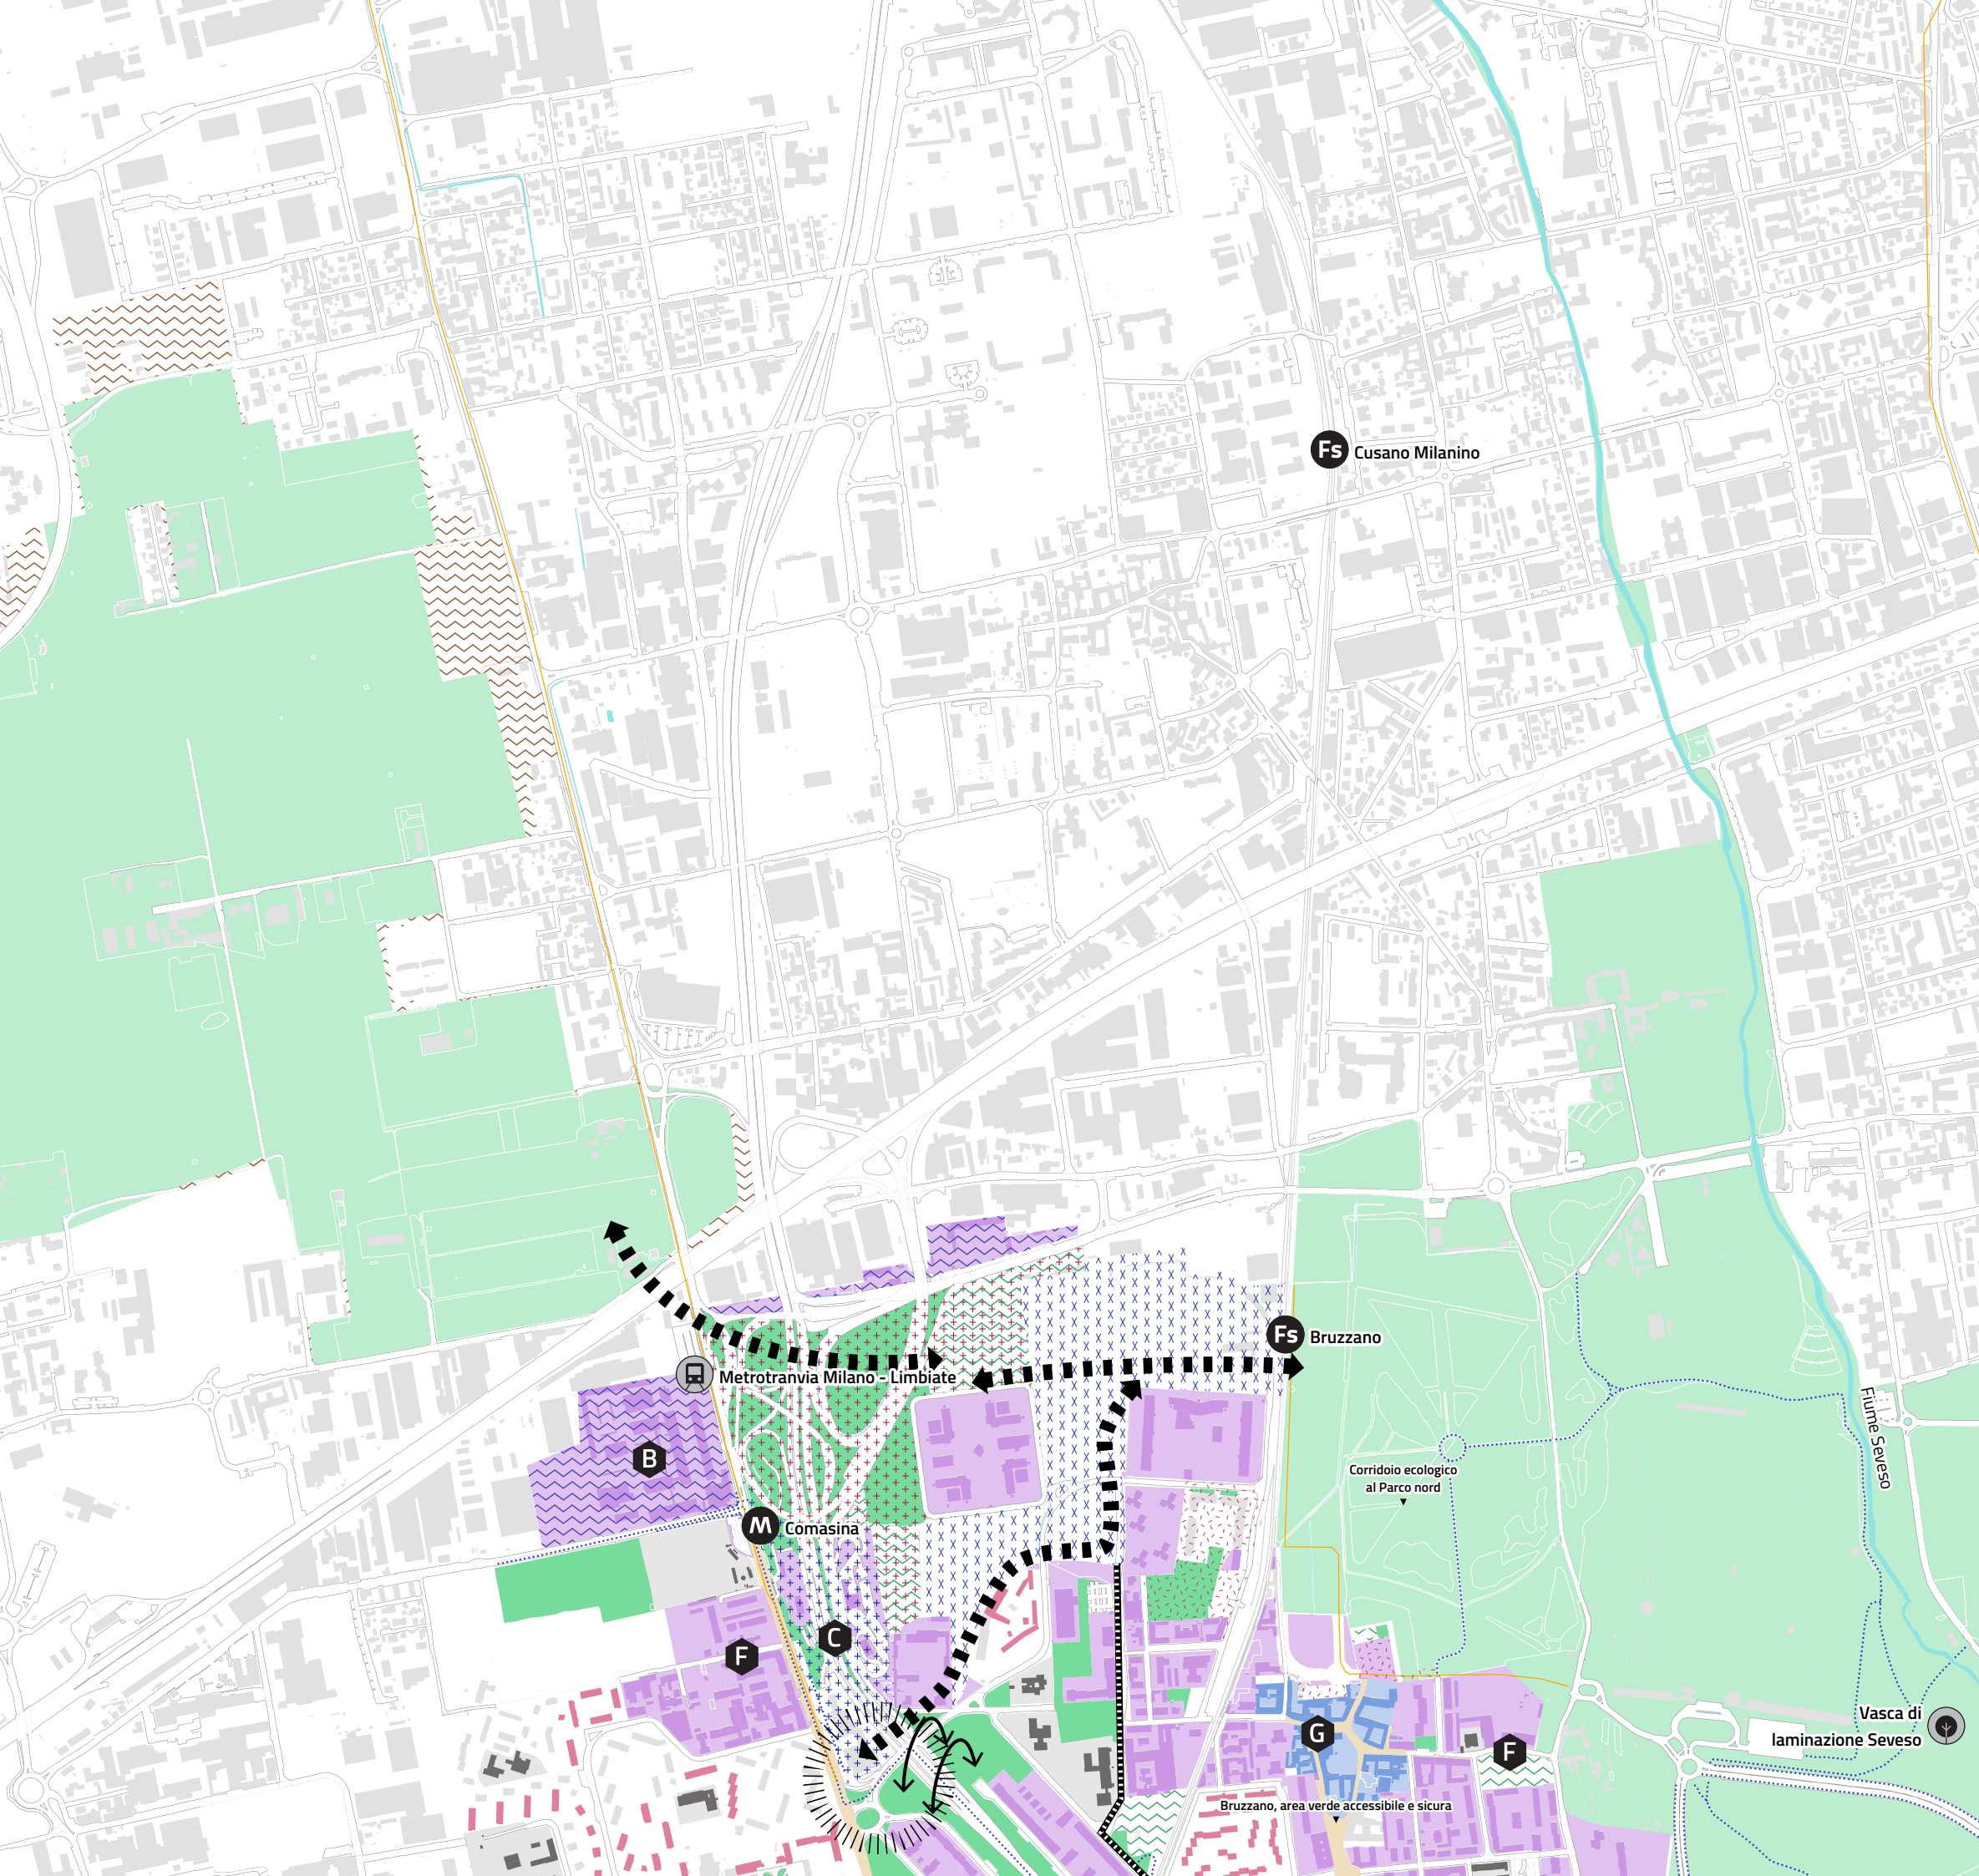 Fs Cusano Milanino
Fs Bruzzano
Metrotranvia Milano - Limbiate
B
Corridoio ecologico
al Parco nord
Fiume Seveso
M Comasina
C
F
G
F
Vasca di
laminazione Seveso
Bruzzano, area verde accessibile e sicura